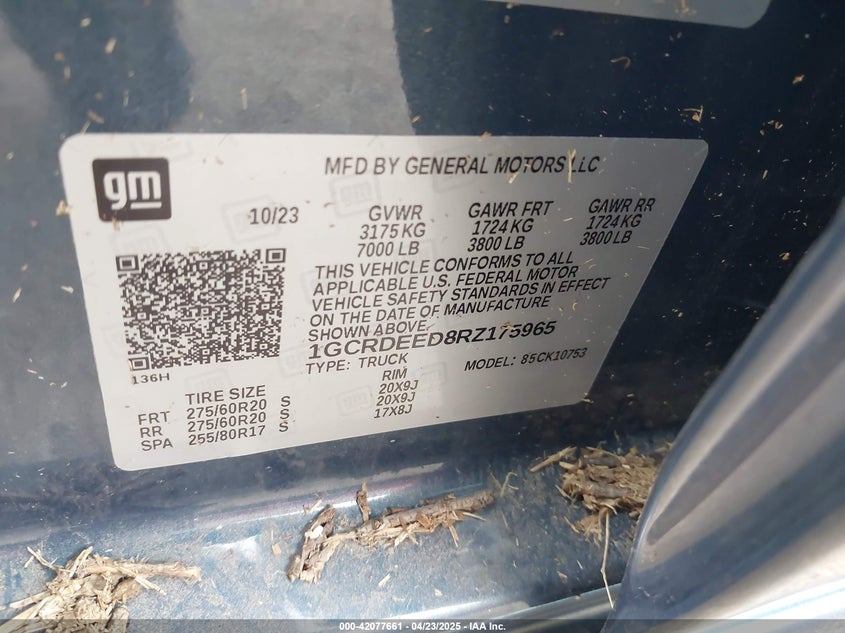 gm
MFD BY GENERAL MOTORS LLC
10/23
GVWR
3175 KG
7000 LB
GAWR FRT
1724 KG
3800 LB
GAWR RR
1724 KG
3800 LB
THIS VEHICLE CONFORMS TO ALL
APPLICABLE U.S. FEDERAL MOTOR
VEHICLE SAFETY STANDARDS IN EFFECT
ON THE DATE OF MANUFACTURE
SHOWN ABOVE.
1GCRDEED8RZ175965
TYPE: TRUCK
MODEL: 85CK10753
136H
TIRE SIZE
RIM
FRT 275/60R20 S 20X9J
RR 275/60R20 S 20X9J
SPA 255/80R17 S 17X8J
000-42077661 - 04/23/2025 - IAA Inc.